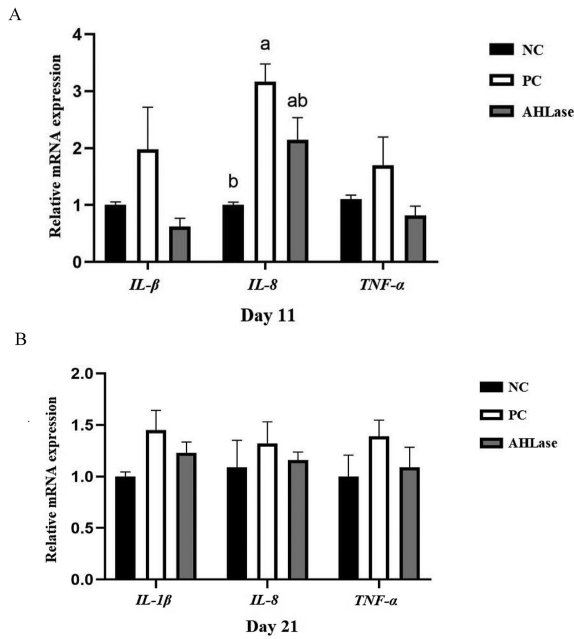 A
Relative mRNA expression
4
3
2
1
0
b
a
ab
NC
PC
AHLase
IL-β
IL-8
TNF-α
Day 11
B
Relative mRNA expression
2.0
1.5
1.0
0.5
0.0
NC
PC
AHLase
IL-1β
IL-8
TNF-α
Day 21